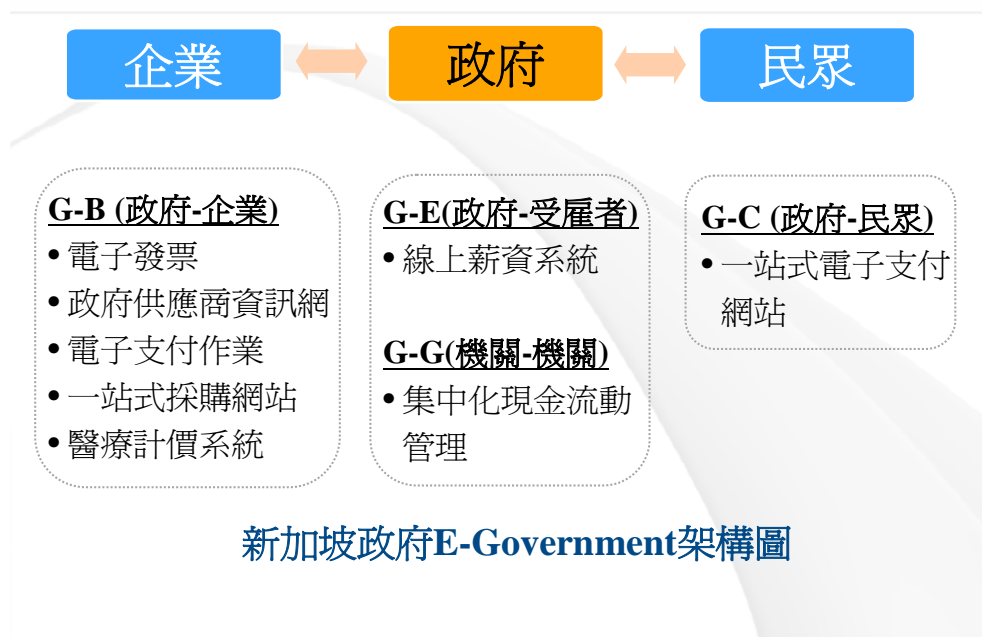 企業
政府
民眾
G-B (政府-企業)
•電子發票
•政府供應商資訊網
•電子支付作業
•一站式採購網站
•醫療計價系統
G-E(政府-受雇者)
•線上薪資系統
G-G(機關-機關)
•集中化現金流動
管理
G-C (政府-民眾)
•一站式電子支付
網站
新加坡政府E-Government架構圖